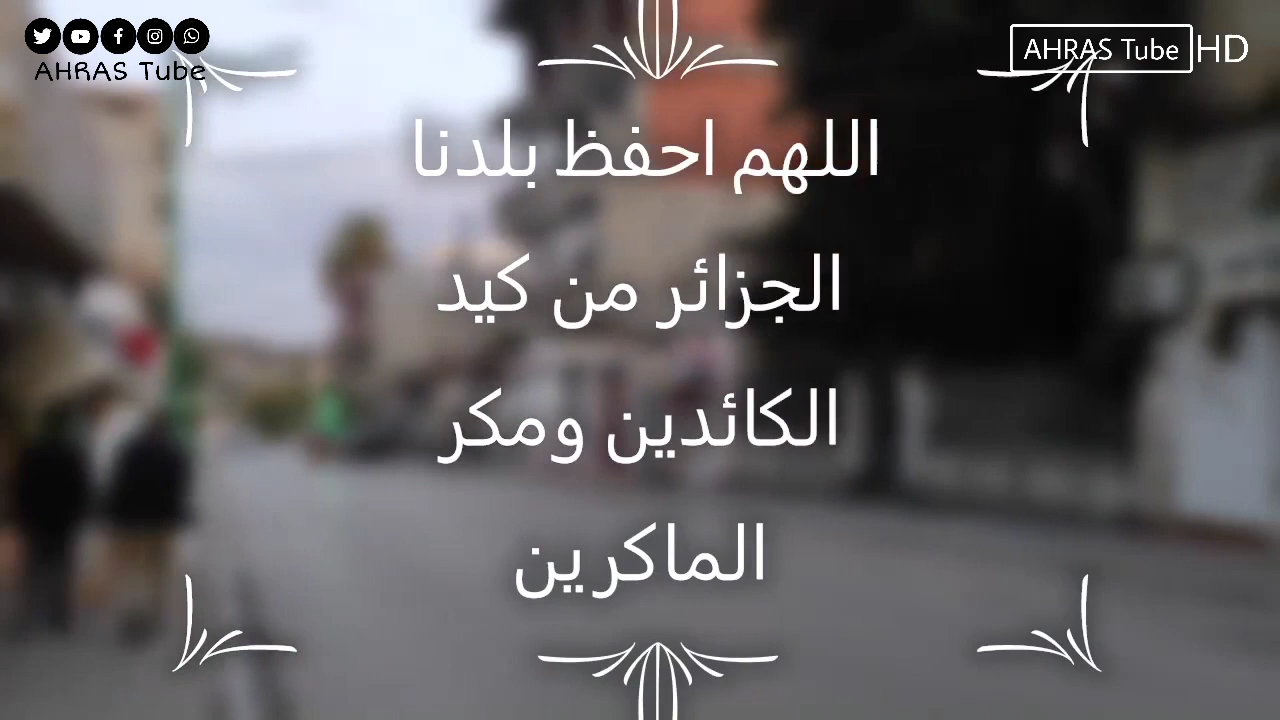 AHRAS Tube
AHRAS Tube HD
اللهم احفظ بلدنا
الجزائر من كيد
الكائدين ومكر
الماكرين